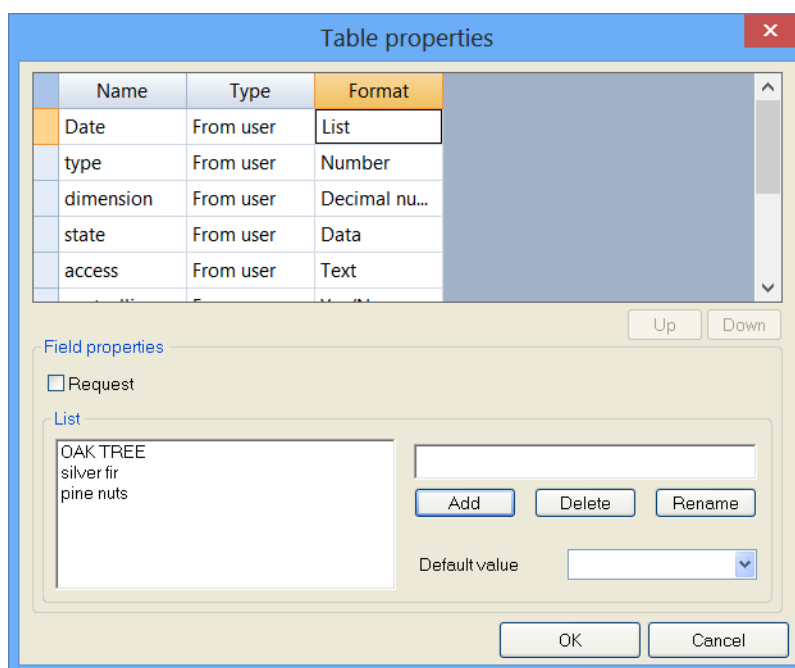 Table properties
Name Type Format
Date From user List
type From user Number
dimension From user Decimal nu...
state From user Data
access From user Text
Up Down
Field properties
Request
List
OAK TREE
silver fir
pine nuts
Add Delete Rename
Default value
OK Cancel